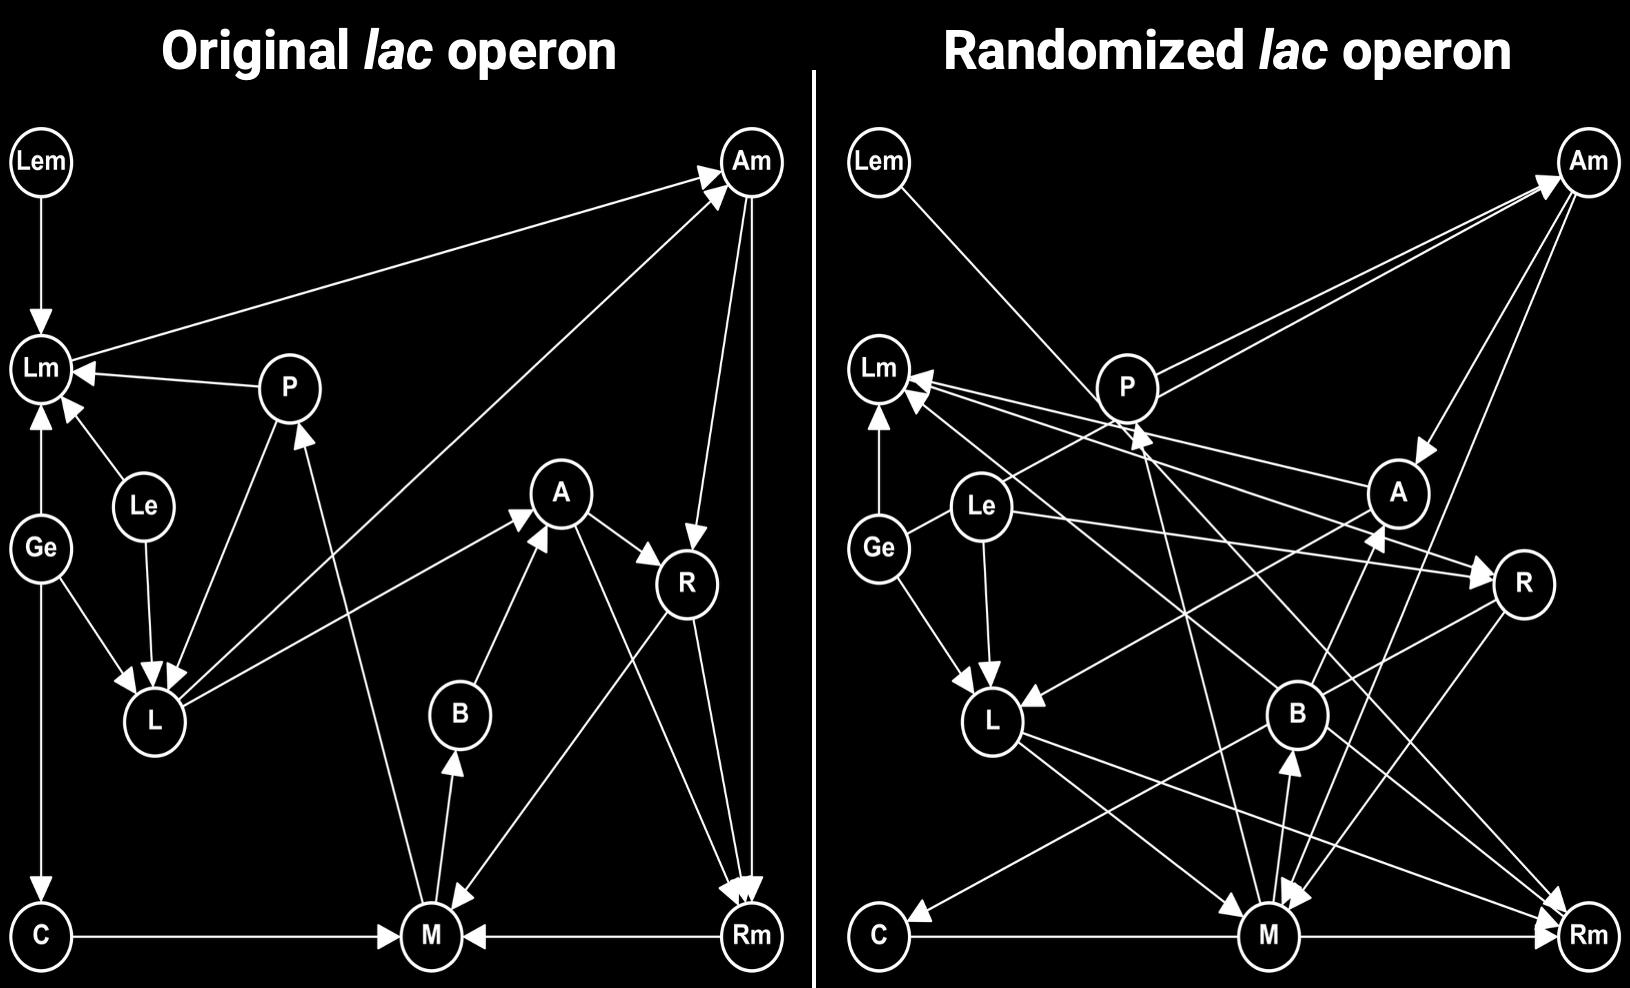 Original lac operon
Lem
Am
Lm
P
Le
A
Ge
R
L
B
C
M
Rm
Randomized lac operon
Lem
Am
Lm
P
Le
A
Ge
R
L
B
C
M
Rm